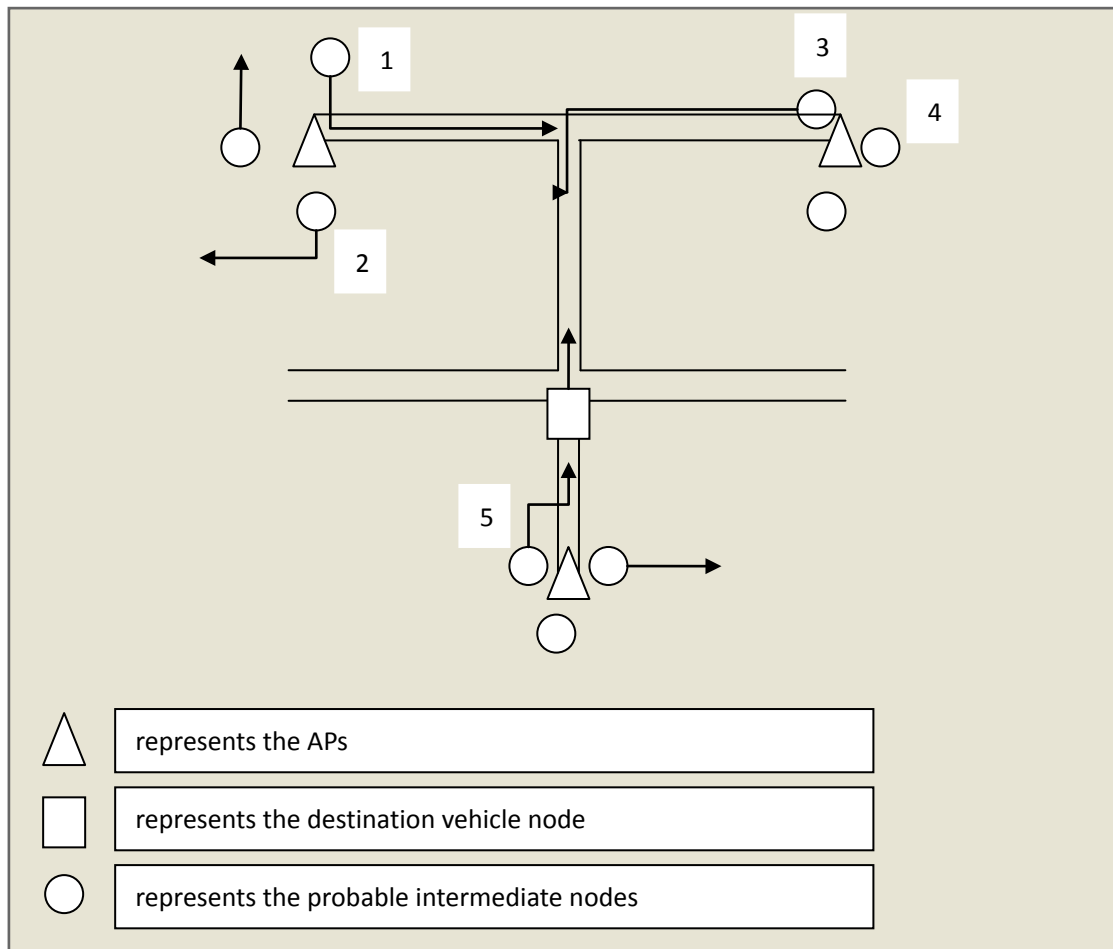 1
3
4
2
5
represents the APs
represents the destination vehicle node
represents the probable intermediate nodes